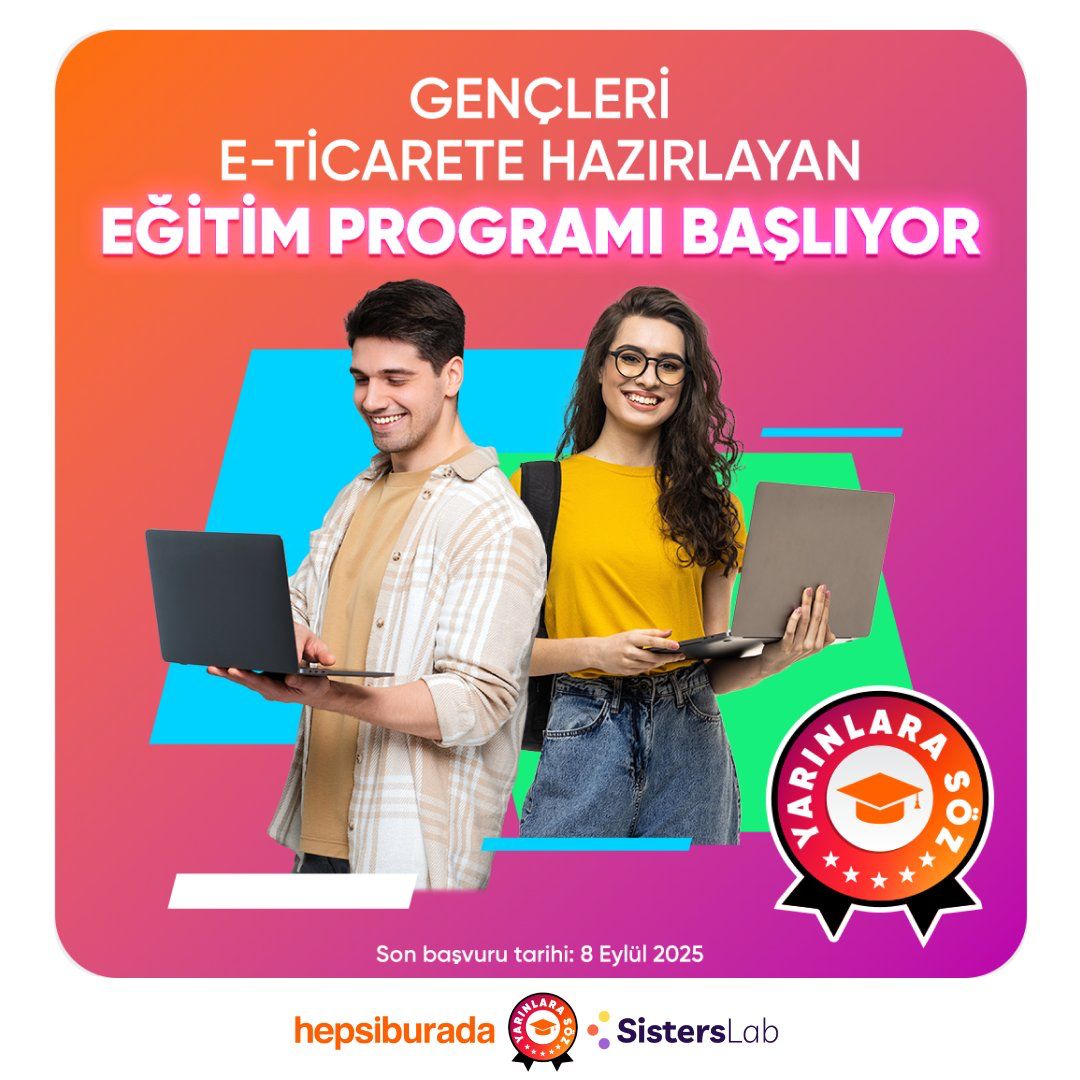 GENÇLERİ
E-TİCARETE HAZIRLAYAN
EĞİTİM PROGRAMI BAŞLIYOR
YARINLARA SÖZ
Son başvuru tarihi: 8 Eylül 2025
hepsiburada
YARINLARA SÖZ
SistersLab